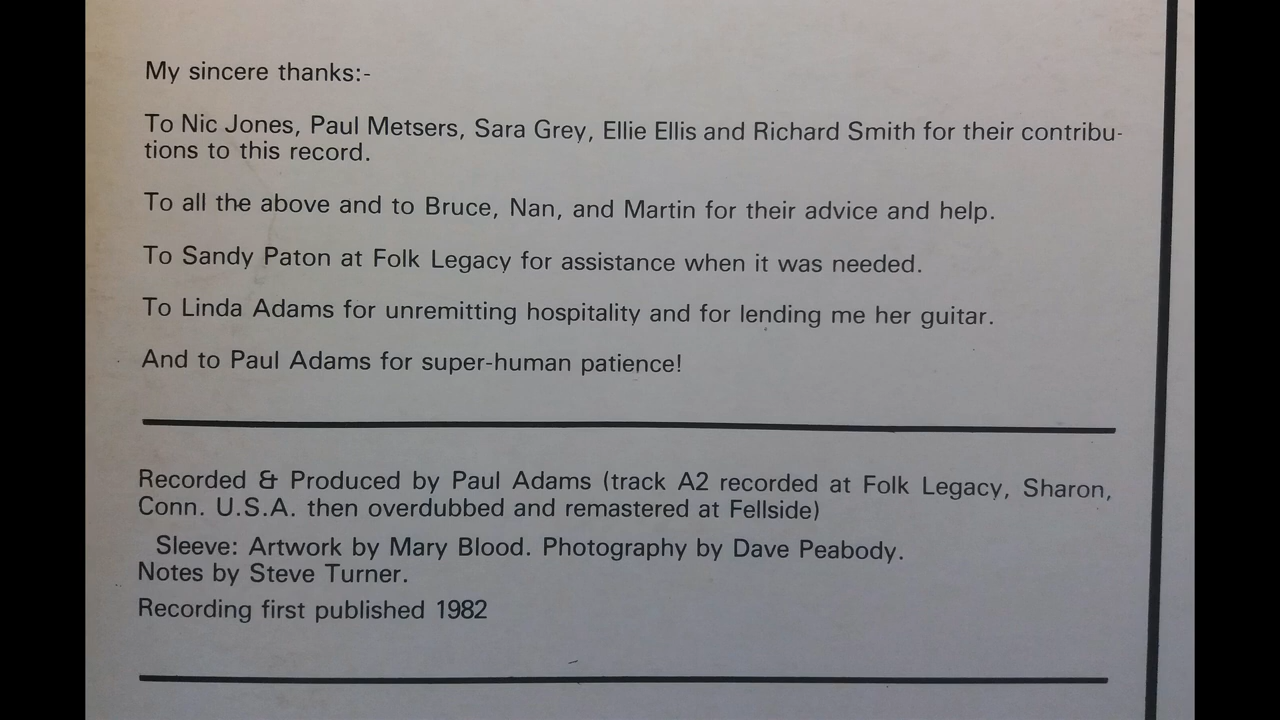 My sincere thanks:-
To Nic Jones, Paul Metsers, Sara Grey, Ellie Ellis and Richard Smith for their contribu-
tions to this record.
To all the above and to Bruce, Nan, and Martin for their advice and help.
To Sandy Paton at Folk Legacy for assistance when it was needed.
To Linda Adams for unremitting hospitality and for lending me her guitar.
And to Paul Adams for super-human patience!
Recorded & Produced by Paul Adams (track A2 recorded at Folk Legacy, Sharon,
Conn. U.S.A. then overdubbed and remastered at Fellside)
Sleeve: Artwork by Mary Blood. Photography by Dave Peabody.
Notes by Steve Turner.
Recording first published 1982